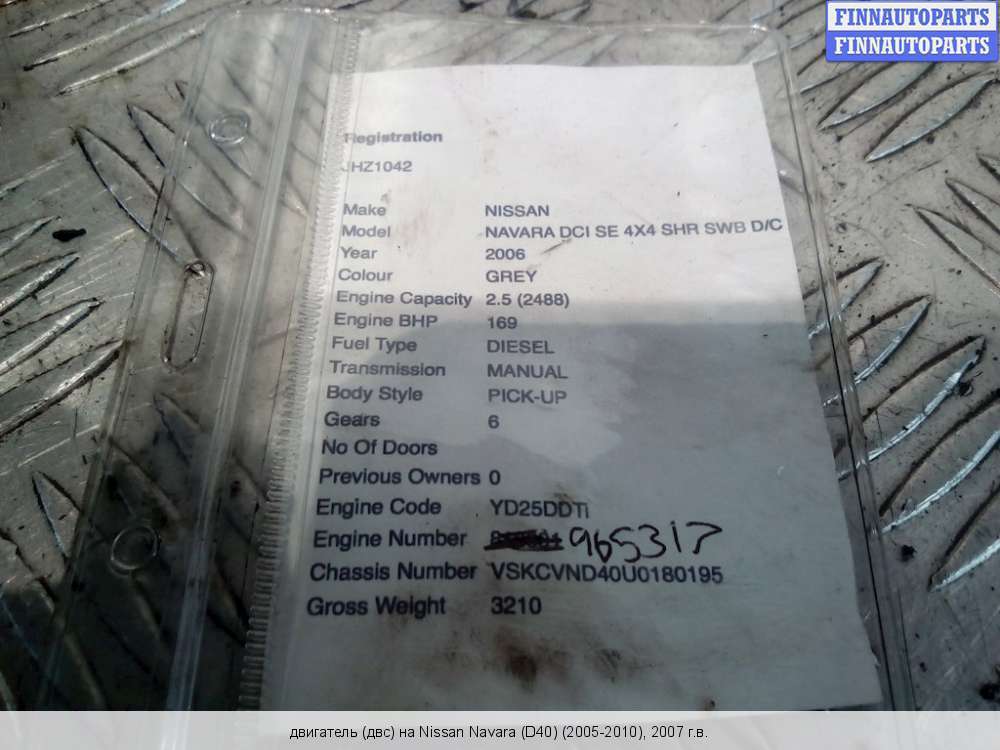 FINNAUTOPARTS
FINNAUTOPARTS
Registration
JHZ1042
Make NISSAN
Model NAVARA DCI SE 4X4 SHR SWB D/C
Year 2006
Colour GREY
Engine Capacity 2.5 (2488)
Engine BHP 169
Fuel Type DIESEL
Transmission MANUAL
Body Style PICK-UP
Gears 6
No Of Doors
Previous Owners 0
Engine Code YD25DDTi
Engine Number 965317
Chassis Number VSKCVND40U0180195
Gross Weight 3210
двигатель (двс) на Nissan Navara (D40) (2005-2010), 2007 г.в.